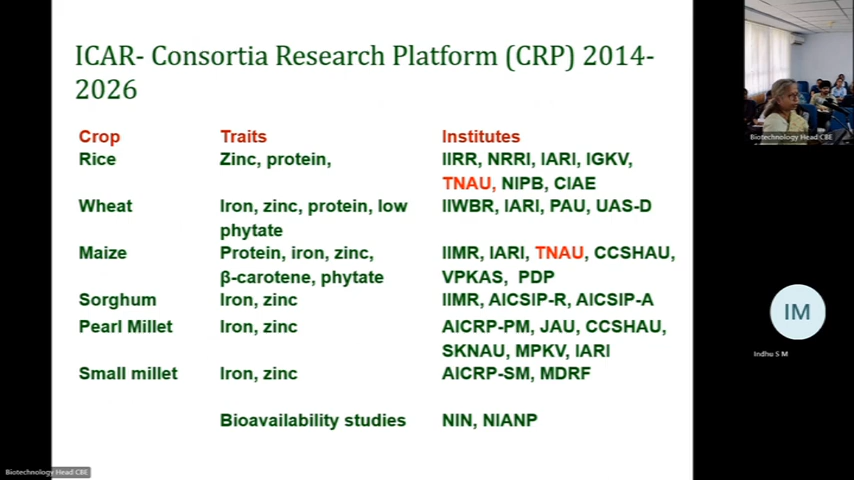 ICAR- Consortia Research Platform (CRP) 2014-
2026
Crop Traits Institutes
Rice Zinc, protein, IIRR, NRRI, IARI, IGKV,
TNAU, NIPB, CIAE
Wheat Iron, zinc, protein, low IIWBR, IARI, PAU, UAS-D
phytate
Maize Protein, iron, zinc, IIMR, IARI, TNAU, CCSHAU,
β-carotene, phytate VPKAS, PDP
Sorghum Iron, zinc IIMR, AICSIP-R, AICSIP-A
Pearl Millet Iron, zinc AICRP-PM, JAU, CCSHAU,
SKNAU, MPKV, IARI
Small millet Iron, zinc AICRP-SM, MDRF
Bioavailability studies NIN, NIANP
Biotechnology Head CBE
IM
Indhu S M
Biotechnology Head CBE